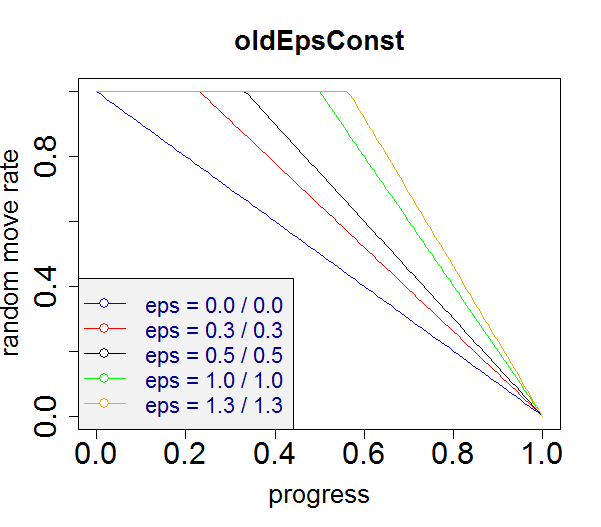 oldEpsConst
random move rate
0.8
0.4
0.0
eps = 0.0 / 0.0
eps = 0.3 / 0.3
eps = 0.5 / 0.5
eps = 1.0 / 1.0
eps = 1.3 / 1.3
0.0 0.2 0.4 0.6 0.8 1.0
progress